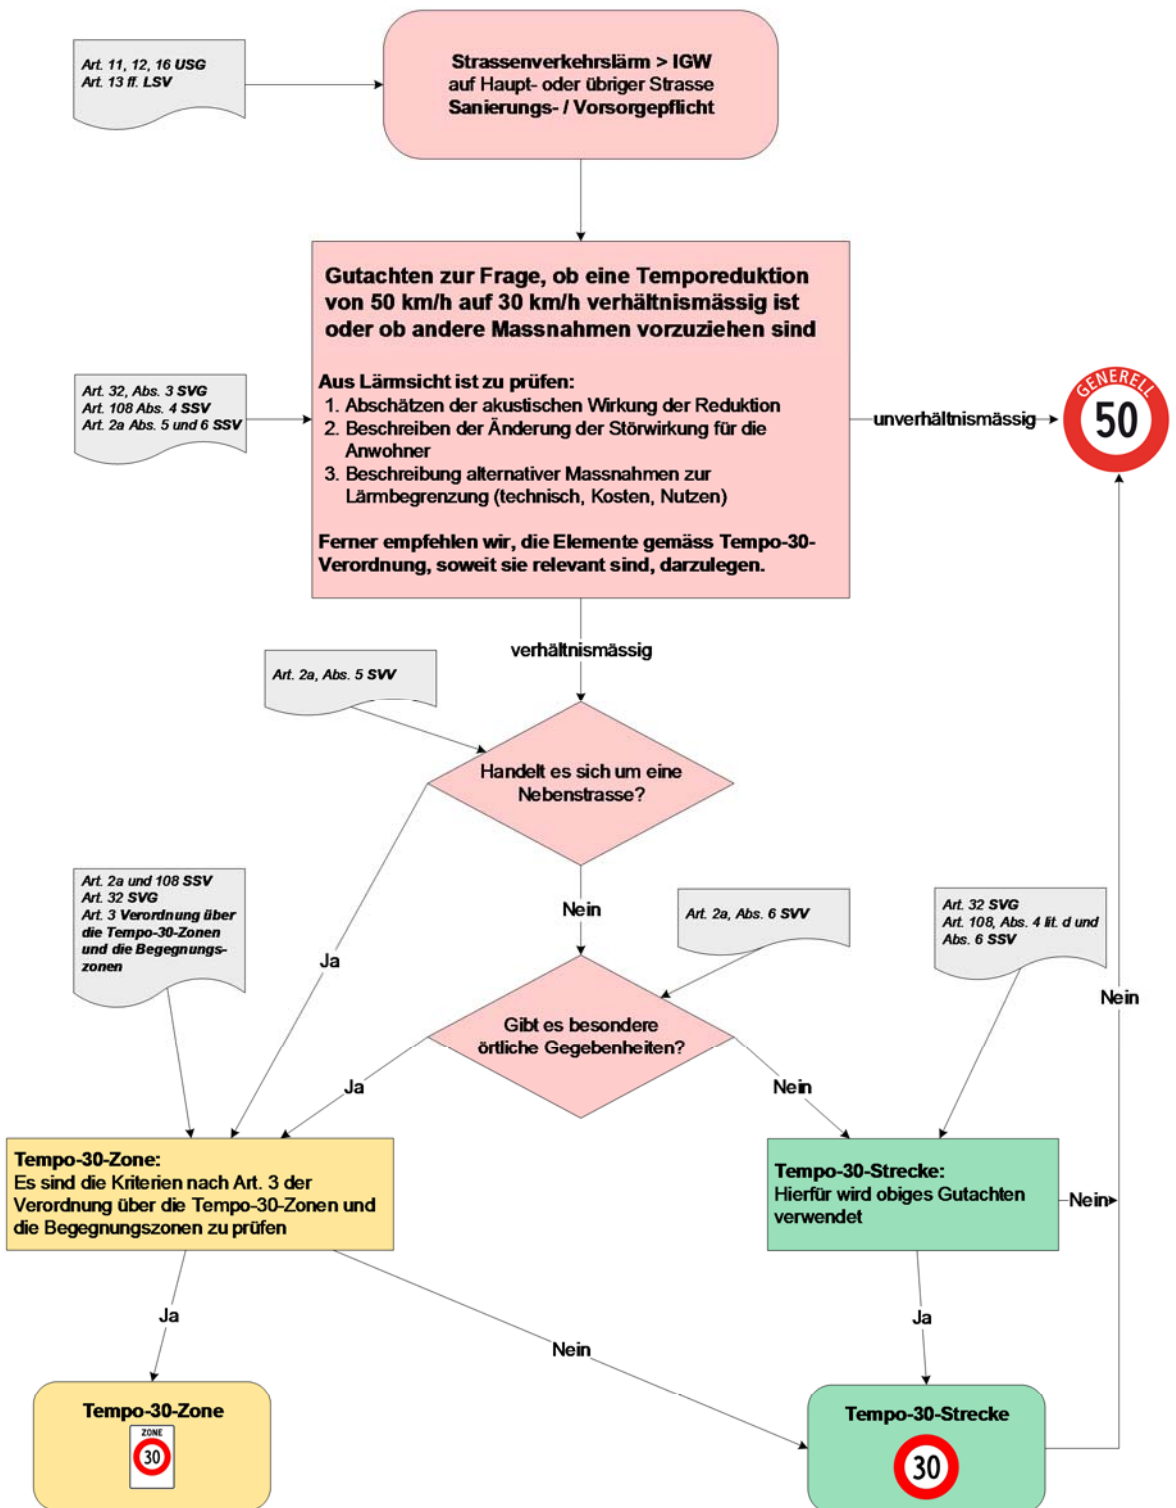 Art. 11, 12, 16 USG
Art. 13 ff. LSV
Strassenverkehrslärm > IGW
auf Haupt- oder übriger Strasse
Sanierungs- / Vorsorgepflicht
Gutachten zur Frage, ob eine Temporeduktion
von 50 km/h auf 30 km/h verhältnismässig ist
oder ob andere Massnahmen vorzuziehen sind
Aus Lärmsicht ist zu prüfen:
1. Abschätzen der akustischen Wirkung der Reduktion
2. Beschreiben der Änderung der Störwirkung für die
Anwohner
3. Beschreibung alternativer Massnahmen zur
Lärmbegrenzung (technisch, Kosten, Nutzen)
Ferner empfehlen wir, die Elemente gemäss Tempo-30-
Verordnung, soweit sie relevant sind, darzulegen.
Art. 32, Abs. 3 SVG
Art. 108 Abs. 4 SSV
Art. 2a Abs. 5 und 6 SSV
unverhältnismässig
GENERELL
50
verhältnismässig
Art. 2a, Abs. 5 SVV
Handelt es sich um eine
Nebenstrasse?
Art. 2a und 108 SSV
Art. 32 SVG
Art. 3 Verordnung über
die Tempo-30-Zonen
und die Begegnungs-
zonen
Ja
Nein
Art. 2a, Abs. 6 SVV
Art. 32 SVG
Art. 108, Abs. 4 lit. d und
Abs. 6 SSV
Nein
Gibt es besondere
örtliche Gegebenheiten?
Ja
Nein
Tempo-30-Zone:
Es sind die Kriterien nach Art. 3 der
Verordnung über die Tempo-30-Zonen und
die Begegnungszonen zu prüfen
Tempo-30-Strecke:
Hierfür wird obiges Gutachten
verwendet
Nein
Ja
Nein
Ja
Tempo-30-Zone
ZONE
30
Tempo-30-Strecke
30